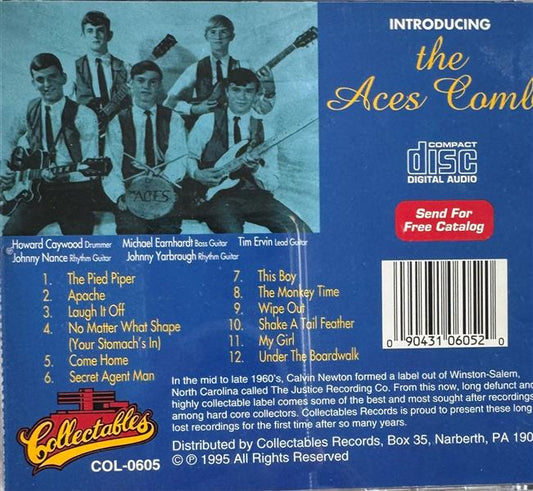 INTRODUCING
the
Aces Comb
COMPACT
disc
DIGITAL AUDIO
Send For
Free Catalog
ACES
Howard Caywood Drummer Michael Earnhardt Bass Guitar Tim Ervin Lead Guitar
Johnny Nance Rhythm Guitar Johnny Yarbrough Rhythm Guitar
1. The Pied Piper
2. Apache
3. Laugh It Off
4. No Matter What Shape
(Your Stomach's In)
5. Come Home
6. Secret Agent Man
7. This Boy
8. The Monkey Time
9. Wipe Out
10. Shake A Tail Feather
11. My Girl
12. Under The Boardwalk
0 90431 06052 0
In the mid to late 1960's, Calvin Newton formed a label out of Winston-Salem,
North Carolina called The Justice Recording Co. From this now, long defunct and
highly collectable label comes some of the best and most sought after recordings
among hard core collectors. Collectables Records is proud to present these long
lost recordings for the first time after so many years.
Collectables
COL-0605
Distributed by Collectables Records, Box 35, Narberth, PA 190
© ℗ 1995 All Rights Reserved